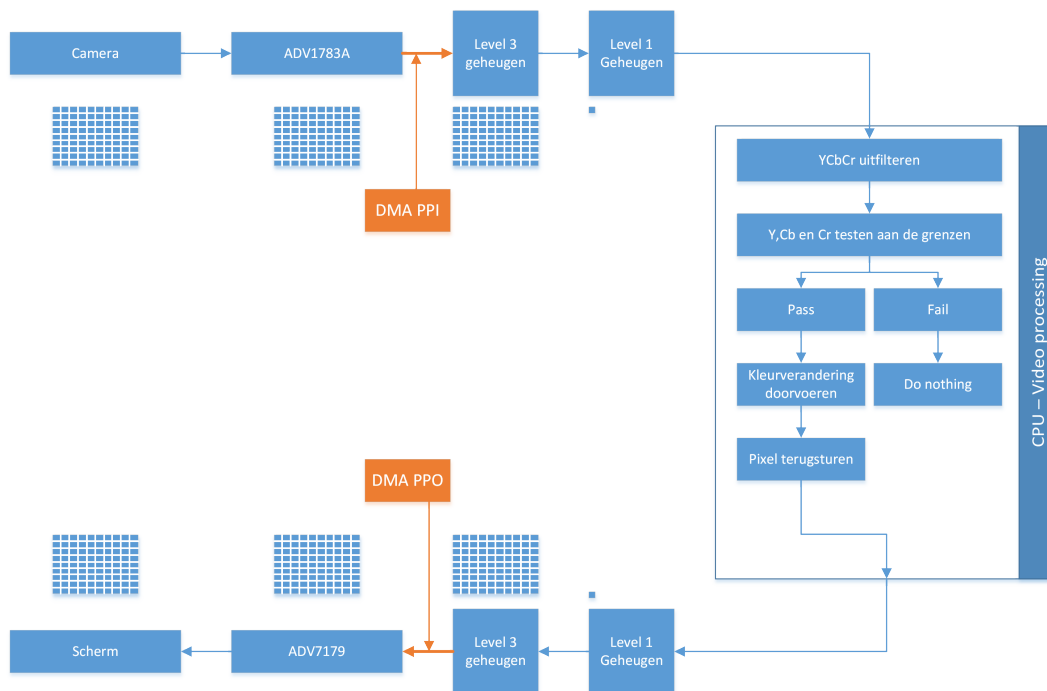 Camera
ADV1783A
Level 3
geheugen
Level 1
Geheugen
DMA PPI
YCbCr uitfilteren
Y,Cb en Cr testen aan de grenzen
Pass
Fail
Kleurverandering
doorvoeren
Do nothing
Pixel terugsturen
CPU – Video processing
DMA PPO
Scherm
ADV7179
Level 3
geheugen
Level 1
Geheugen